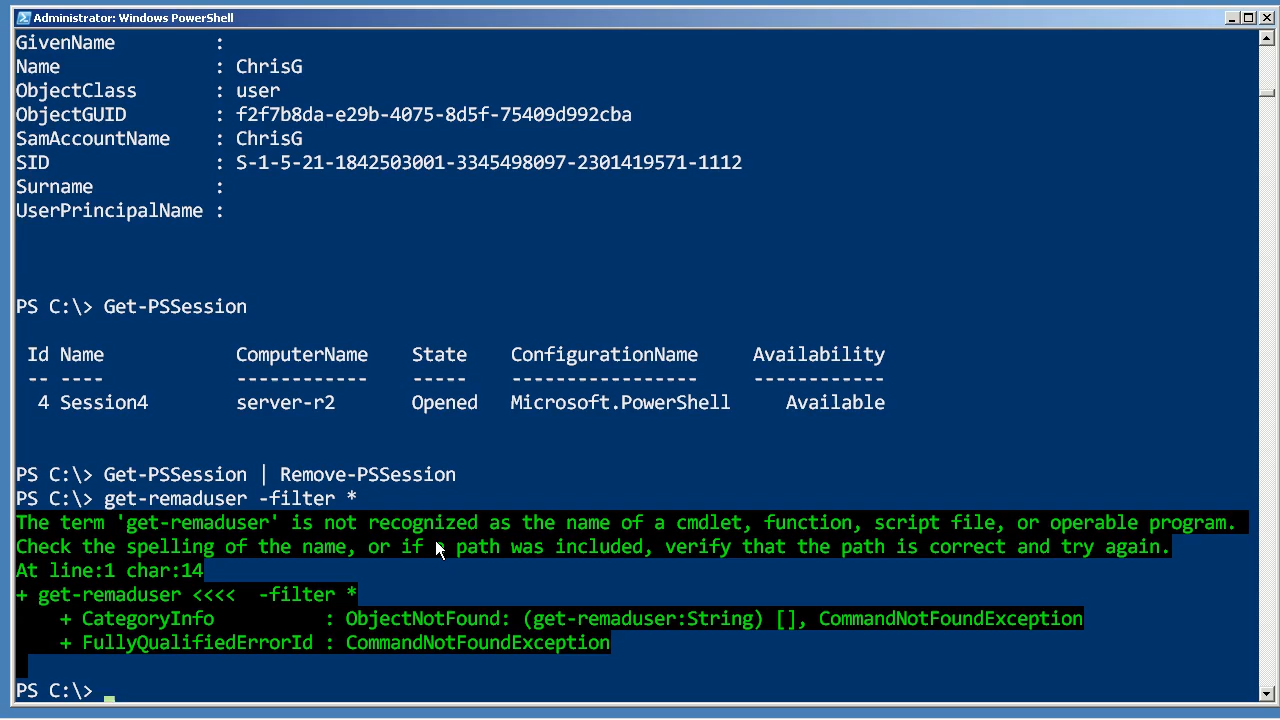 Administrator: Windows PowerShell
GivenName         :
Name              : ChrisG
ObjectClass       : user
ObjectGUID        : f2f7b8da-e29b-4075-8d5f-75409d992cba
SamAccountName    : ChrisG
SID               : S-1-5-21-1842503001-3345498097-2301419571-1112
Surname           :
UserPrincipalName :
PS C:\> Get-PSSession
 Id Name            ComputerName    State    ConfigurationName     Availability
 -- ----            ------------    -----    -----------------     ------------
  4 Session4        server-r2       Opened   Microsoft.PowerShell     Available
PS C:\> Get-PSSession | Remove-PSSession
PS C:\> get-remaduser -filter *
The term 'get-remaduser' is not recognized as the name of a cmdlet, function, script file, or operable program.
Check the spelling of the name, or if path was included, verify that the path is correct and try again.
At line:1 char:14
+ get-remaduser <<<<  -filter *
    + CategoryInfo          : ObjectNotFound: (get-remaduser:String) [], CommandNotFoundException
    + FullyQualifiedErrorId : CommandNotFoundException
PS C:\>